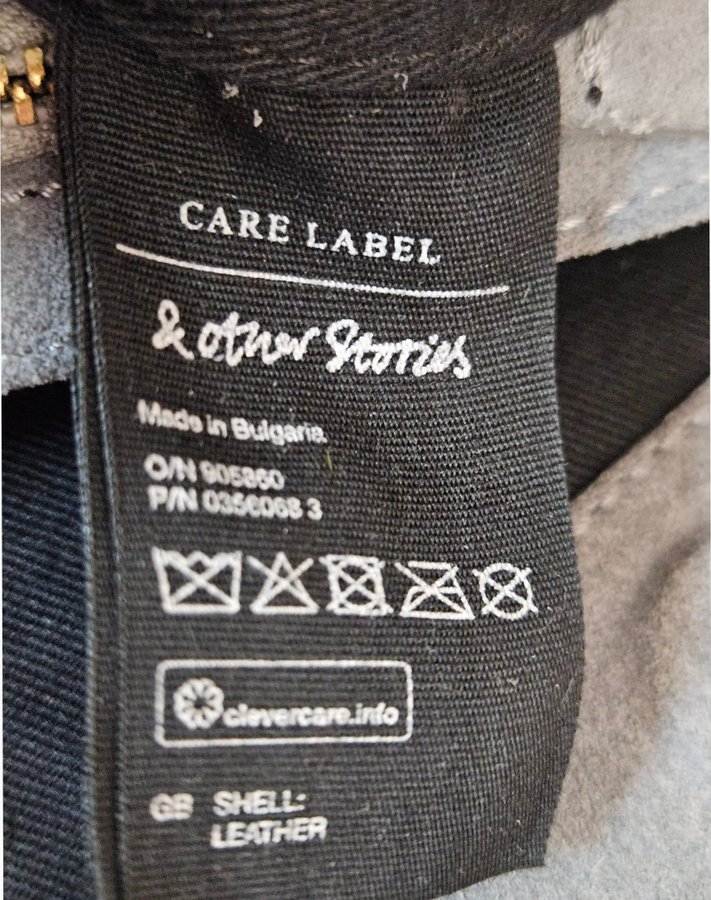 CARE LABEL
& other Stories
Made in Bulgaria
O/N 905860
P/N 0356068 3
clevercare.info
GB SHELL:
LEATHER